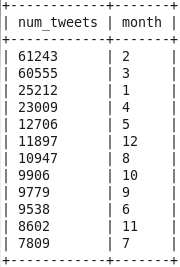 +------------+-------+
| num_tweets | month |
+------------+-------+
| 61243      | 2     |
| 60555      | 3     |
| 25212      | 1     |
| 23009      | 4     |
| 12706      | 5     |
| 11897      | 12    |
| 10947      | 8     |
| 9906       | 10    |
| 9779       | 9     |
| 9538       | 6     |
| 8602       | 11    |
| 7809       | 7     |
+------------+-------+